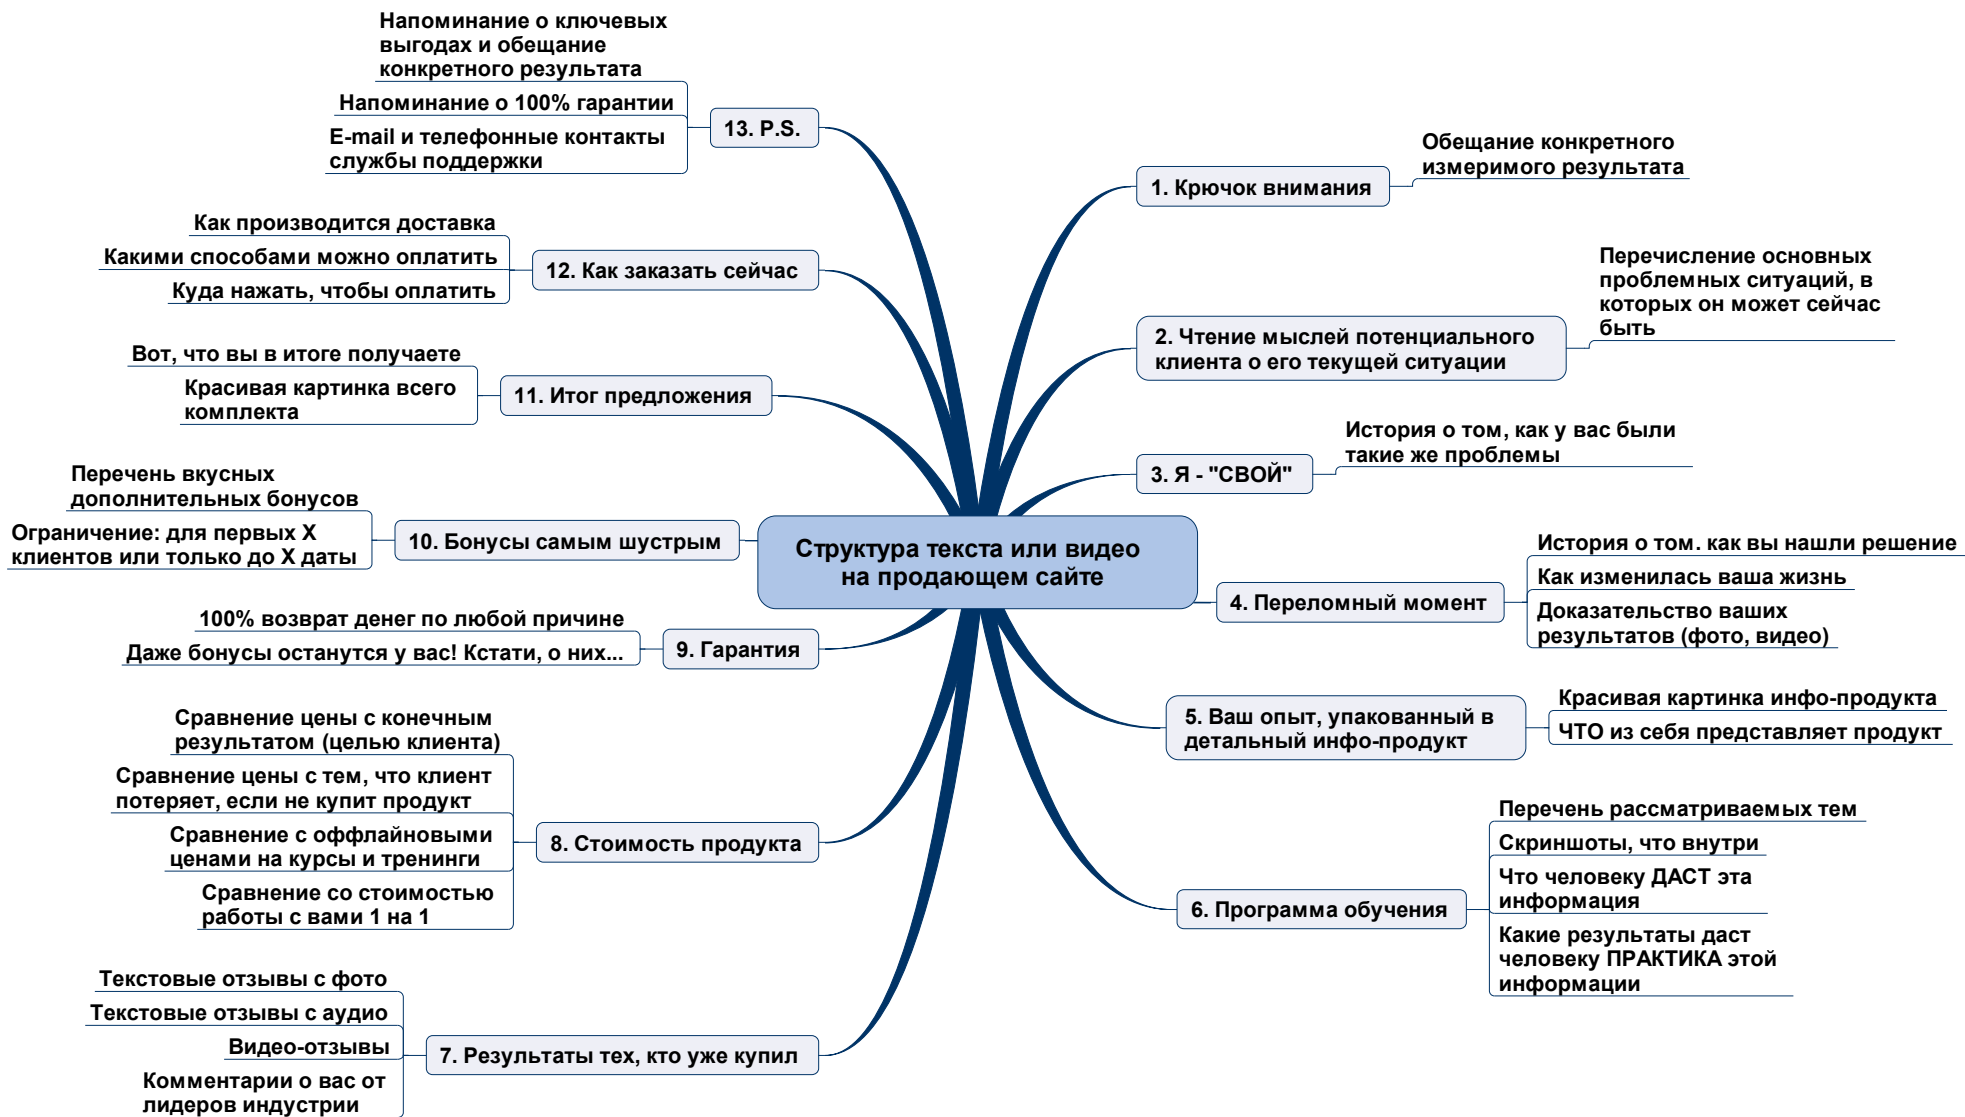 Структура текста или видео
на продающем сайте
1. Крючок внимания
Обещание конкретного
измеримого результата
2. Чтение мыслей потенциального
клиента о его текущей ситуации
Перечисление основных
проблемных ситуаций, в
которых он может сейчас
быть
3. Я - "СВОЙ"
История о том, как у вас были
такие же проблемы
4. Переломный момент
История о том. как вы нашли решение
Как изменилась ваша жизнь
Доказательство ваших
результатов (фото, видео)
5. Ваш опыт, упакованный в
детальный инфо-продукт
Красивая картинка инфо-продукта
ЧТО из себя представляет продукт
6. Программа обучения
Перечень рассматриваемых тем
Скриншоты, что внутри
Что человеку ДАСТ эта
информация
Какие результаты даст
человеку ПРАКТИКА этой
информации
7. Результаты тех, кто уже купил
Текстовые отзывы с фото
Текстовые отзывы с аудио
Видео-отзывы
Комментарии о вас от
лидеров индустрии
8. Стоимость продукта
Сравнение цены с конечным
результатом (целью клиента)
Сравнение цены с тем, что клиент
потеряет, если не купит продукт
Сравнение с оффлайновыми
ценами на курсы и тренинги
Сравнение со стоимостью
работы с вами 1 на 1
9. Гарантия
100% возврат денег по любой причине
Даже бонусы останутся у вас! Кстати, о них...
10. Бонусы самым шустрым
Перечень вкусных
дополнительных бонусов
Ограничение: для первых Х
клиентов или только до Х даты
11. Итог предложения
Вот, что вы в итоге получаете
Красивая картинка всего
комплекта
12. Как заказать сейчас
Как производится доставка
Какими способами можно оплатить
Куда нажать, чтобы оплатить
13. P.S.
Напоминание о ключевых
выгодах и обещание
конкретного результата
Напоминание о 100% гарантии
E-mail и телефонные контакты
службы поддержки